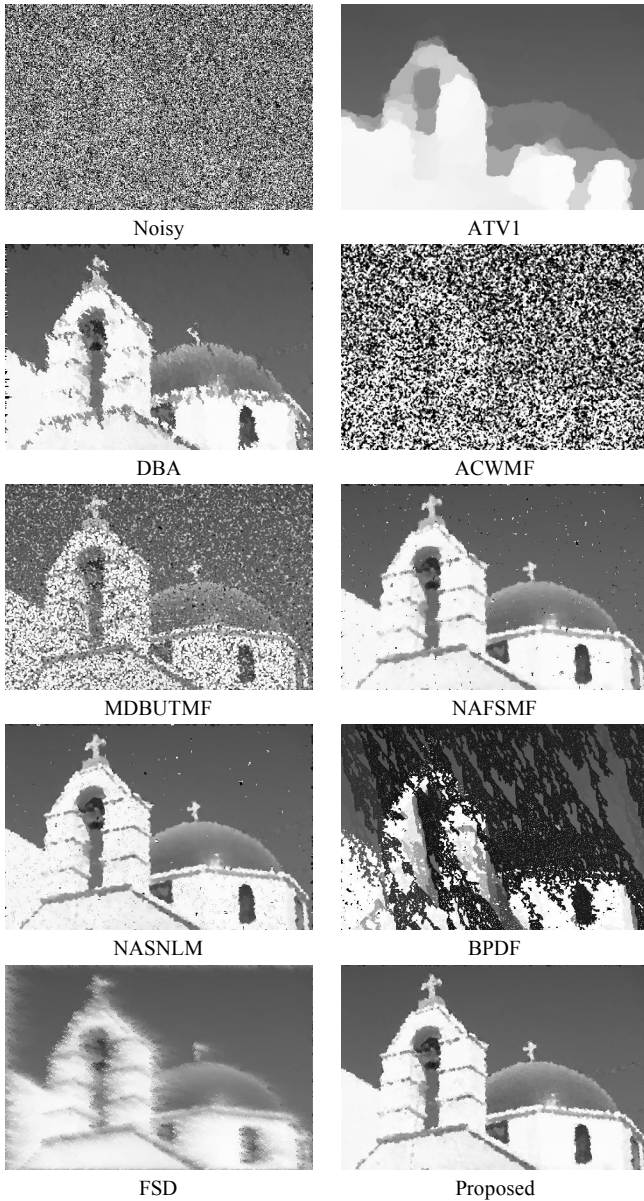 Noisy
ATV1
DBA
ACWMF
MDBUTMF
NAFSMF
NASNLM
BPDF
FSD
Proposed